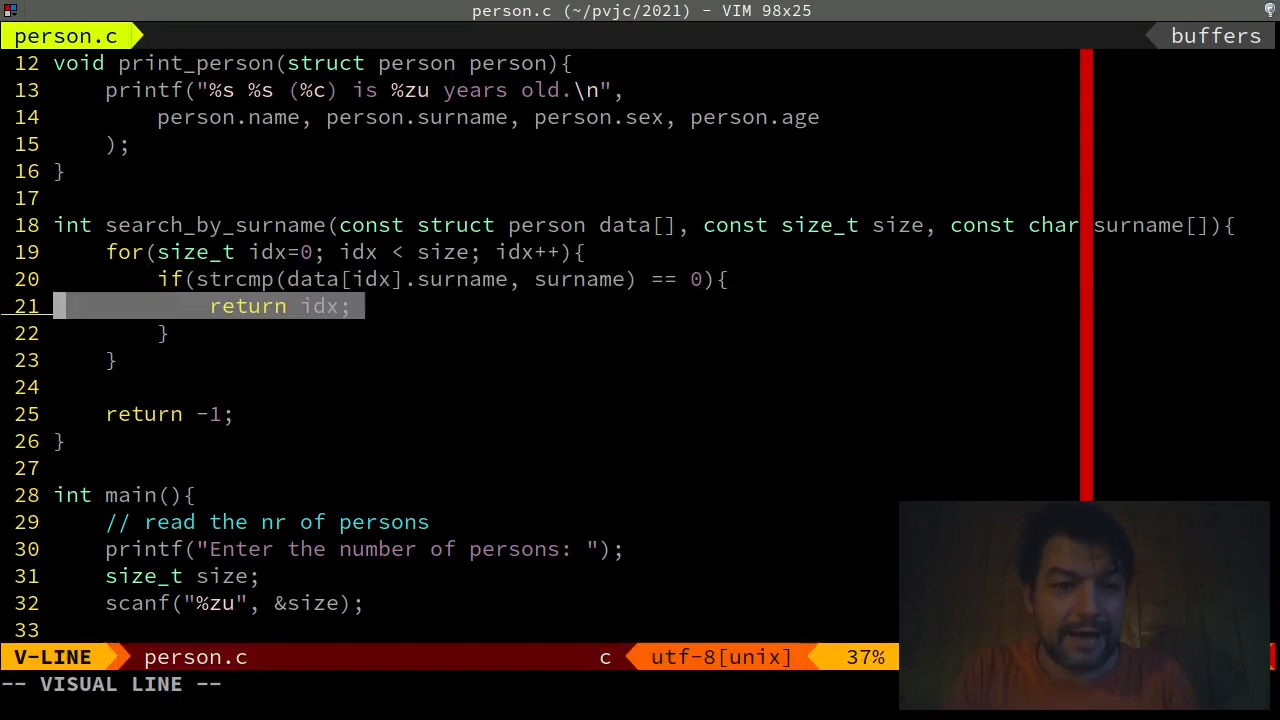 person.c (~/pvjc/2021) - VIM 98x25
person.c buffers
12 void print_person(struct person person){
13     printf("%s %s (%c) is %zu years old.\n",
14         person.name, person.surname, person.sex, person.age
15     );
16 }
17
18 int search_by_surname(const struct person data[], const size_t size, const char surname[]){
19     for(size_t idx=0; idx < size; idx++){
20         if(strcmp(data[idx].surname, surname) == 0){
21             return idx;
22         }
23     }
24
25     return -1;
26 }
27
28 int main(){
29     // read the nr of persons
30     printf("Enter the number of persons: ");
31     size_t size;
32     scanf("%zu", &size);
33
V-LINE person.c c utf-8[unix] 37%
-- VISUAL LINE --